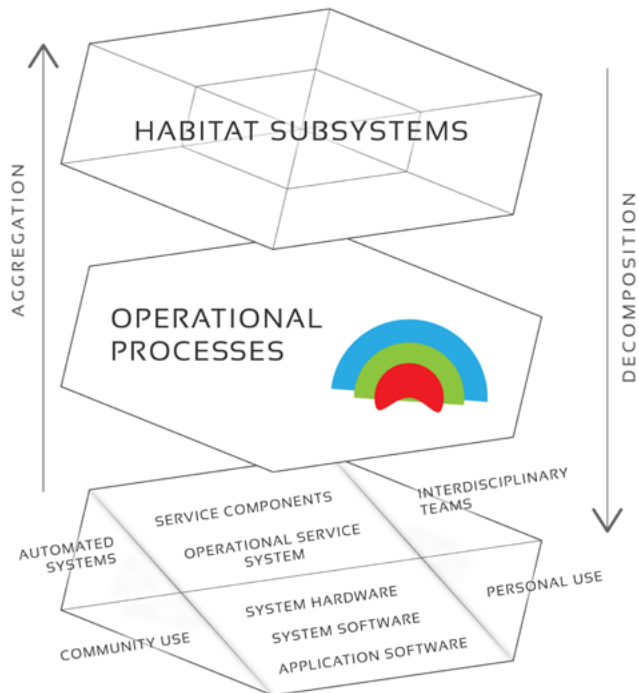 HABITAT SUBSYSTEMS
AGGREGATION
DECOMPOSITION
OPERATIONAL
PROCESSES
SERVICE COMPONENTS
INTERDISCIPLINARY
TEAMS
AUTOMATED
SYSTEMS
OPERATIONAL SERVICE
SYSTEM
PERSONAL USE
SYSTEM HARDWARE
COMMUNITY USE
SYSTEM SOFTWARE
APPLICATION SOFTWARE